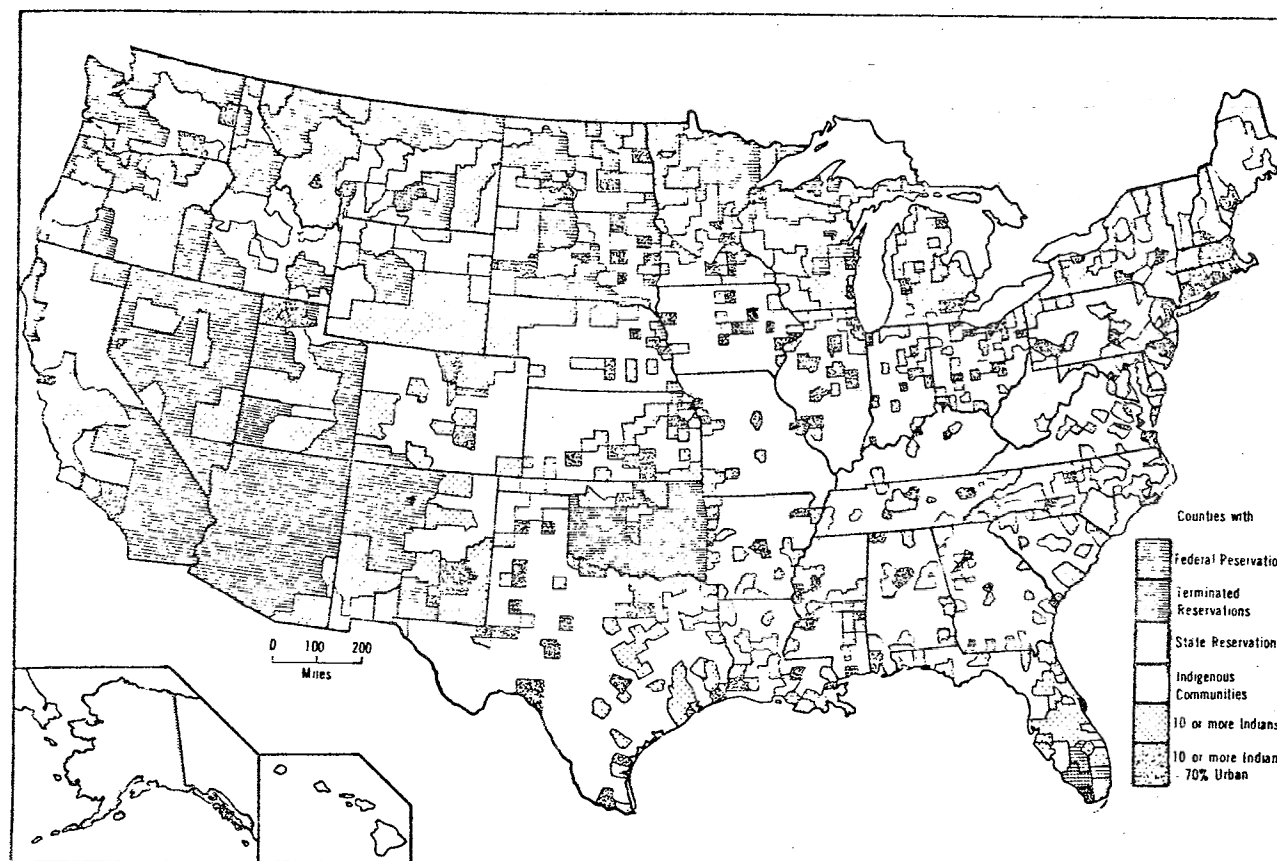 Counties with
Federal Reservation
Terminated
Reservations
State Reservation
Indigenous
Communities
10 or more Indians
10 or more Indian
- 70% Urban
0 100 200
Miles